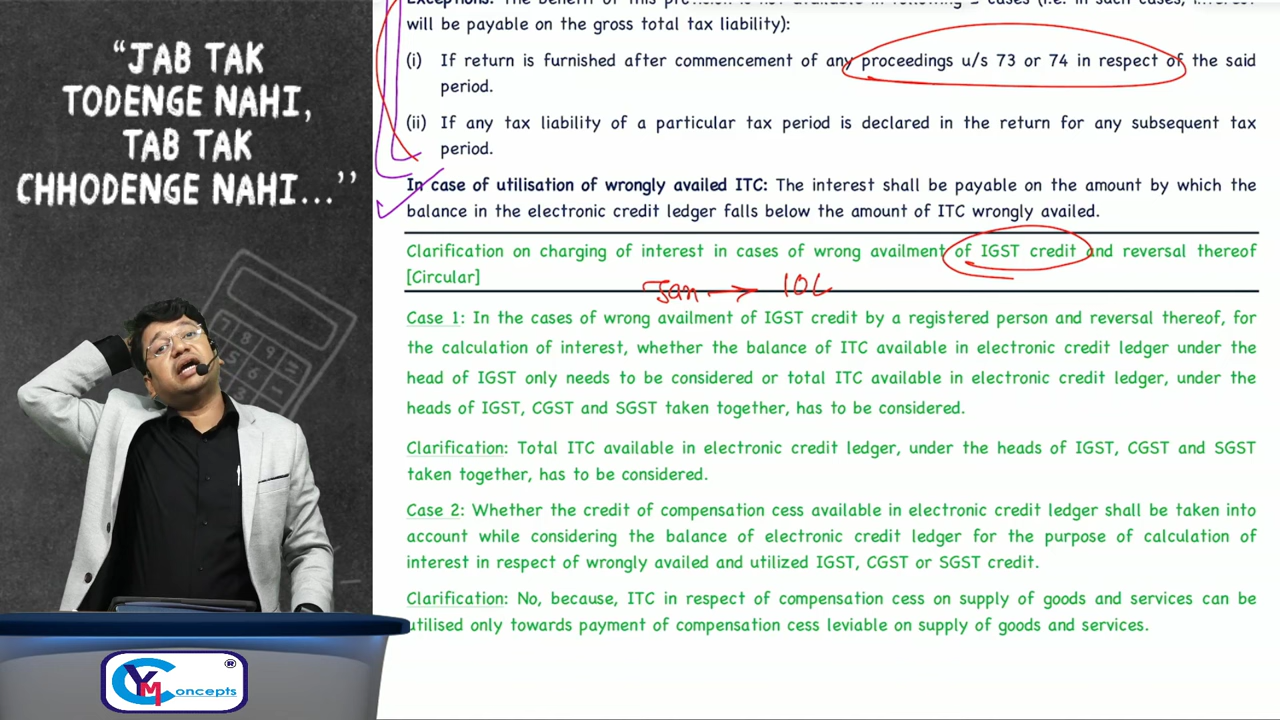 “JAB TAK
TODENGE NAHI,
TAB TAK
CHHODENGE NAHI...’’
will be payable on the gross total tax liability):
(i) If return is furnished after commencement of any proceedings u/s 73 or 74 in respect of the said
period.
(ii) If any tax liability of a particular tax period is declared in the return for any subsequent tax
period.
In case of utilisation of wrongly availed ITC: The interest shall be payable on the amount by which the
balance in the electronic credit ledger falls below the amount of ITC wrongly availed.
Clarification on charging of interest in cases of wrong availment of IGST credit and reversal thereof
[Circular]
Jan → 10L
Case 1: In the cases of wrong availment of IGST credit by a registered person and reversal thereof, for
the calculation of interest, whether the balance of ITC available in electronic credit ledger under the
head of IGST only needs to be considered or total ITC available in electronic credit ledger, under the
heads of IGST, CGST and SGST taken together, has to be considered.
Clarification: Total ITC available in electronic credit ledger, under the heads of IGST, CGST and SGST
taken together, has to be considered.
Case 2: Whether the credit of compensation cess available in electronic credit ledger shall be taken into
account while considering the balance of electronic credit ledger for the purpose of calculation of
interest in respect of wrongly availed and utilized IGST, CGST or SGST credit.
Clarification: No, because, ITC in respect of compensation cess on supply of goods and services can be
utilised only towards payment of compensation cess leviable on supply of goods and services.
YM Concepts ®